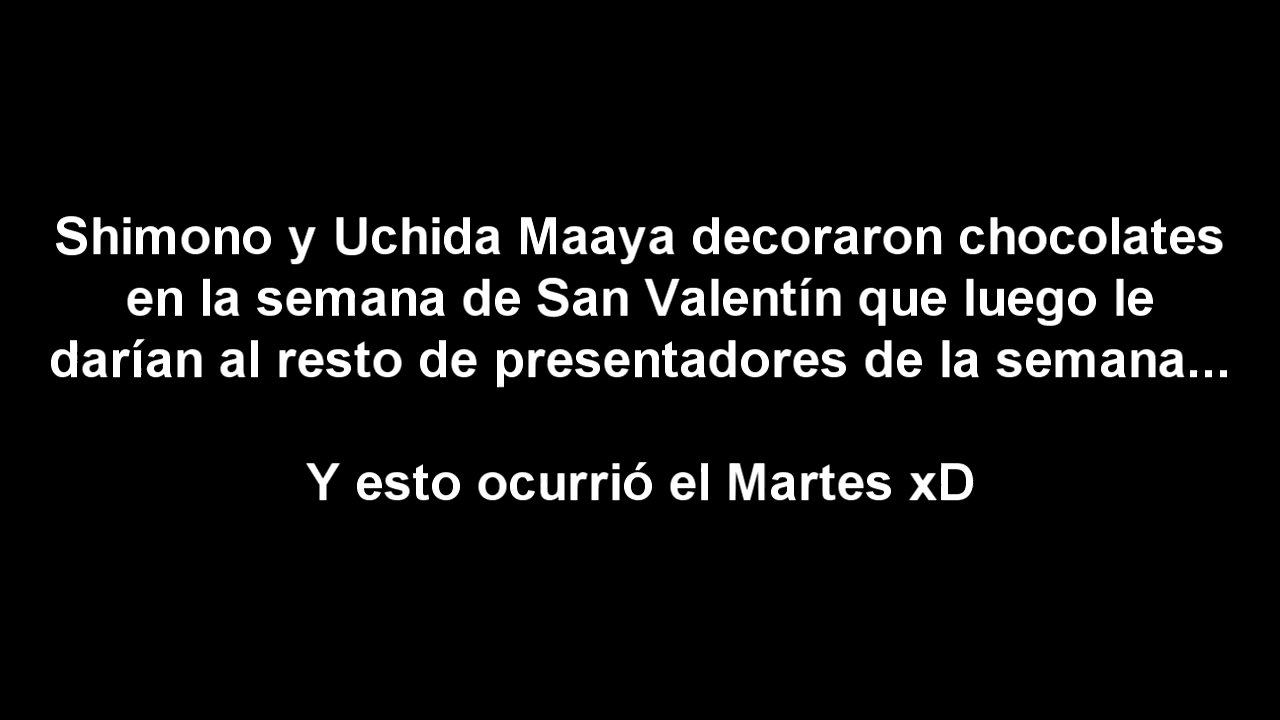 Shimono y Uchida Maaya decoraron chocolates
en la semana de San Valentín que luego le
darían al resto de presentadores de la semana...
Y esto ocurrió el Martes xD